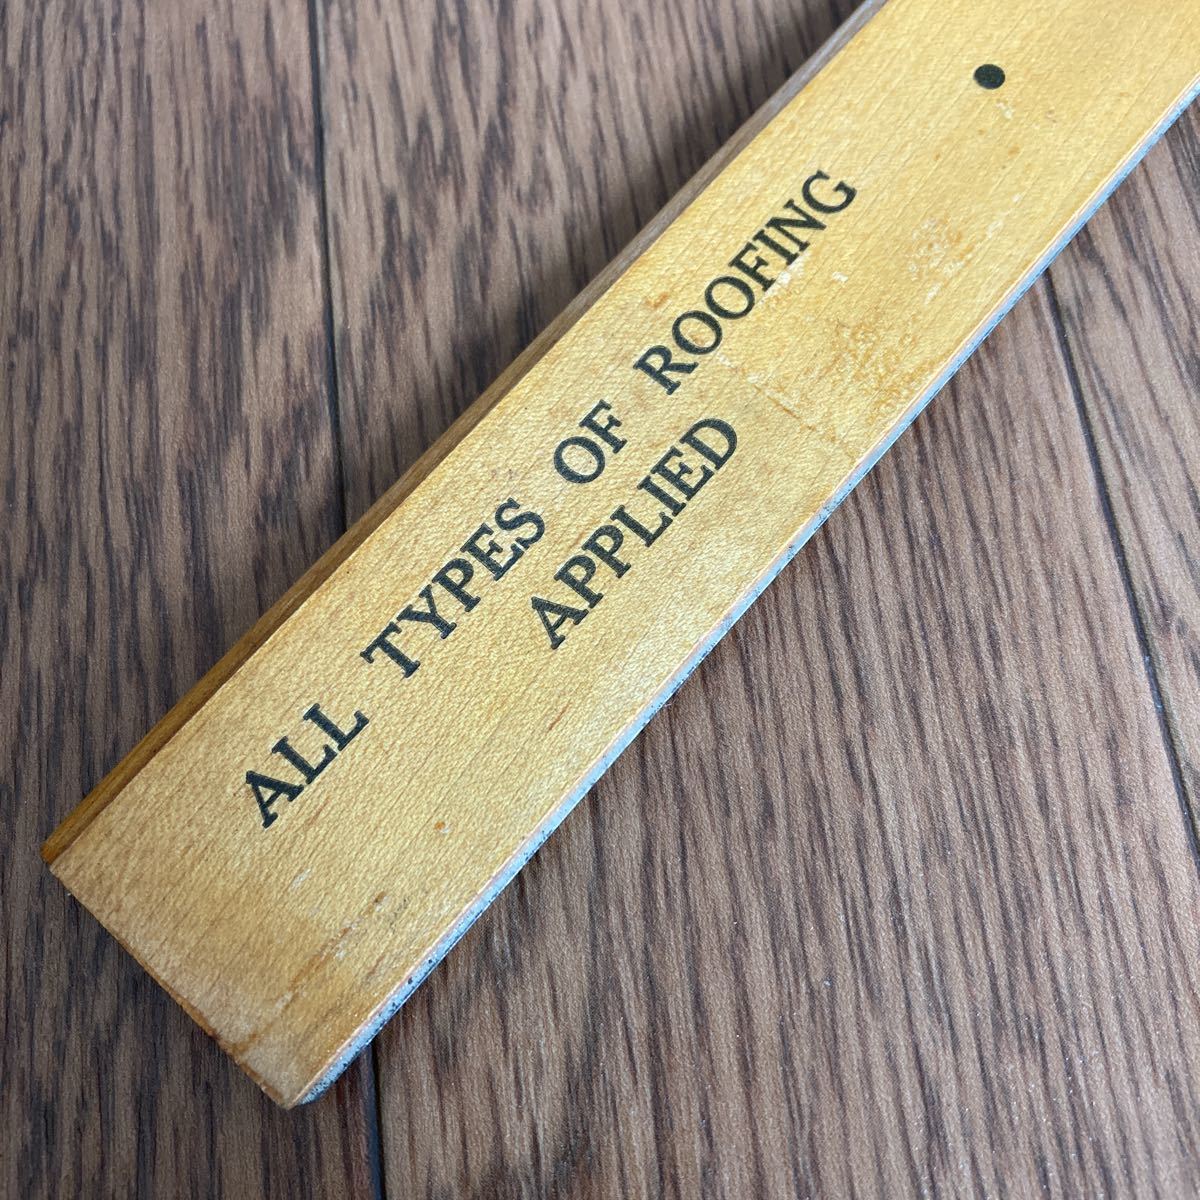 ALL TYPES OF ROOFING
APPLIED